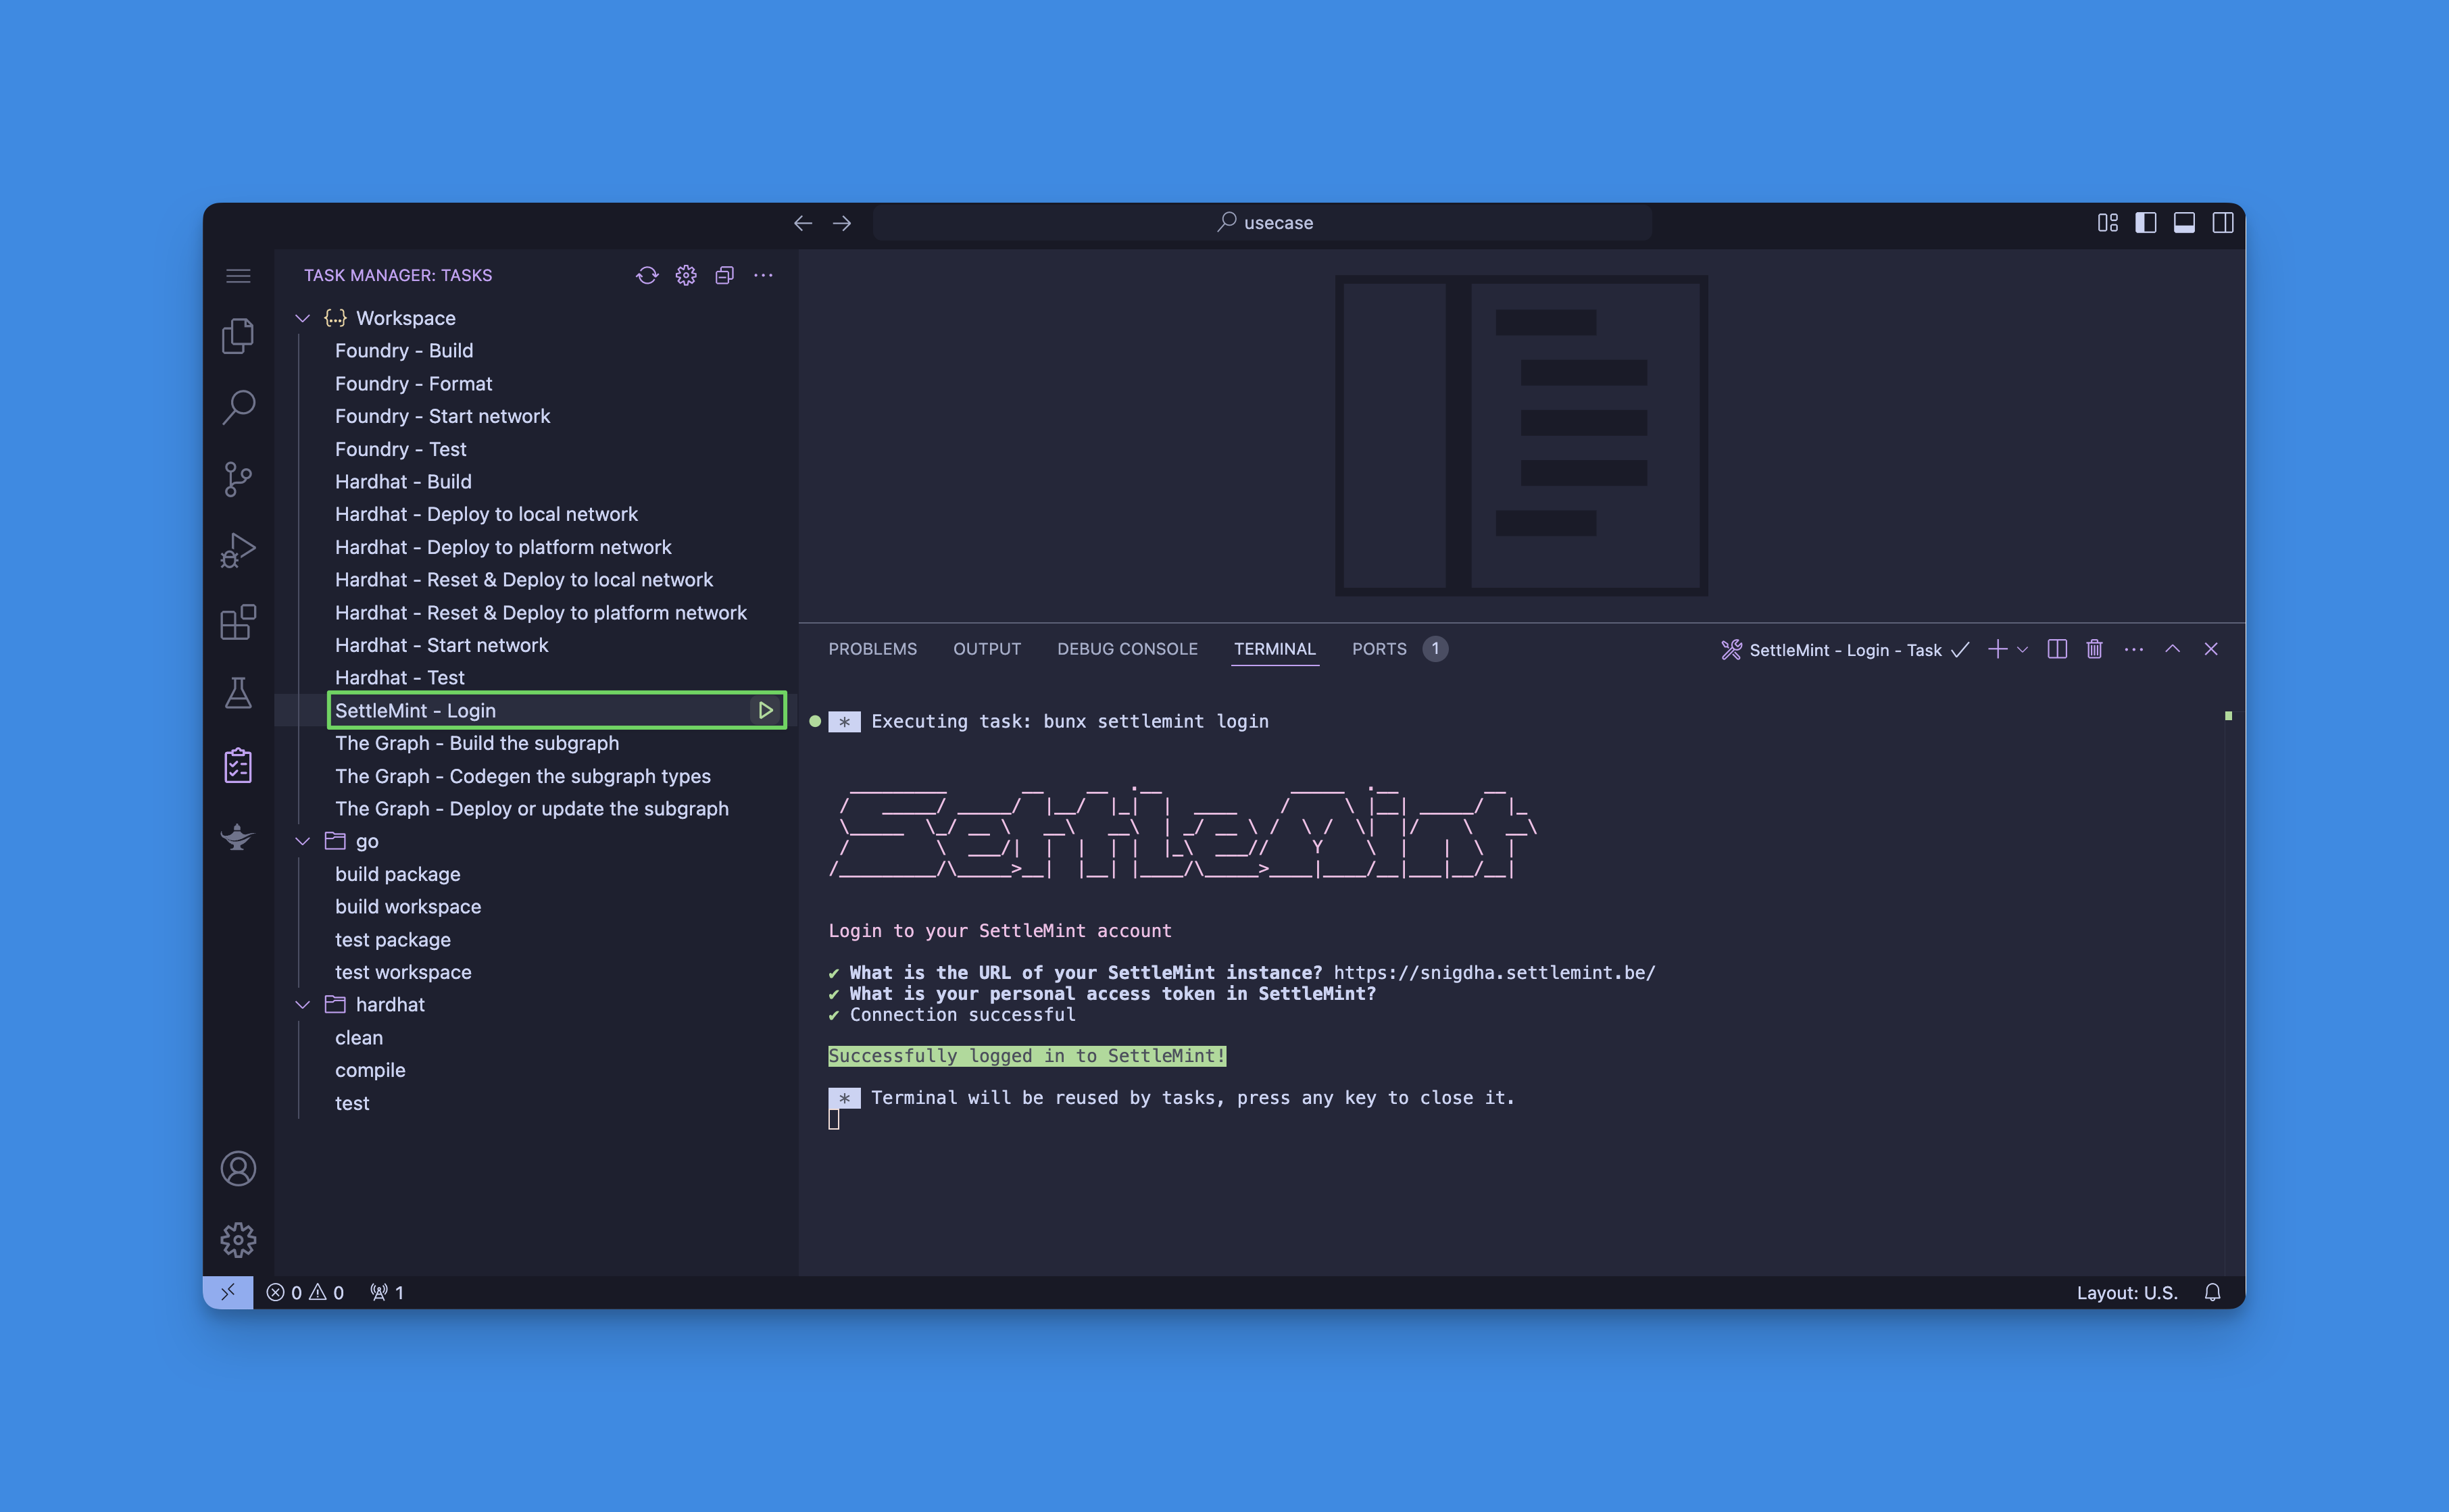 usecase
TASK MANAGER: TASKS
{...} Workspace
Foundry - Build
Foundry - Format
Foundry - Start network
Foundry - Test
Hardhat - Build
Hardhat - Deploy to local network
Hardhat - Deploy to platform network
Hardhat - Reset & Deploy to local network
Hardhat - Reset & Deploy to platform network
Hardhat - Start network
Hardhat - Test
SettleMint - Login
The Graph - Build the subgraph
The Graph - Codegen the subgraph types
The Graph - Deploy or update the subgraph
go
build package
build workspace
test package
test workspace
hardhat
clean
compile
test
PROBLEMS OUTPUT DEBUG CONSOLE TERMINAL PORTS 1 SettleMint - Login - Task ✓
* Executing task: bunx settlemint login
SettleMint
Login to your SettleMint account
✔ What is the URL of your SettleMint instance? https://snigdha.settlemint.be/
✔ What is your personal access token in SettleMint?
✔ Connection successful
Successfully logged in to SettleMint!
* Terminal will be reused by tasks, press any key to close it.
0 0 1 Layout: U.S.